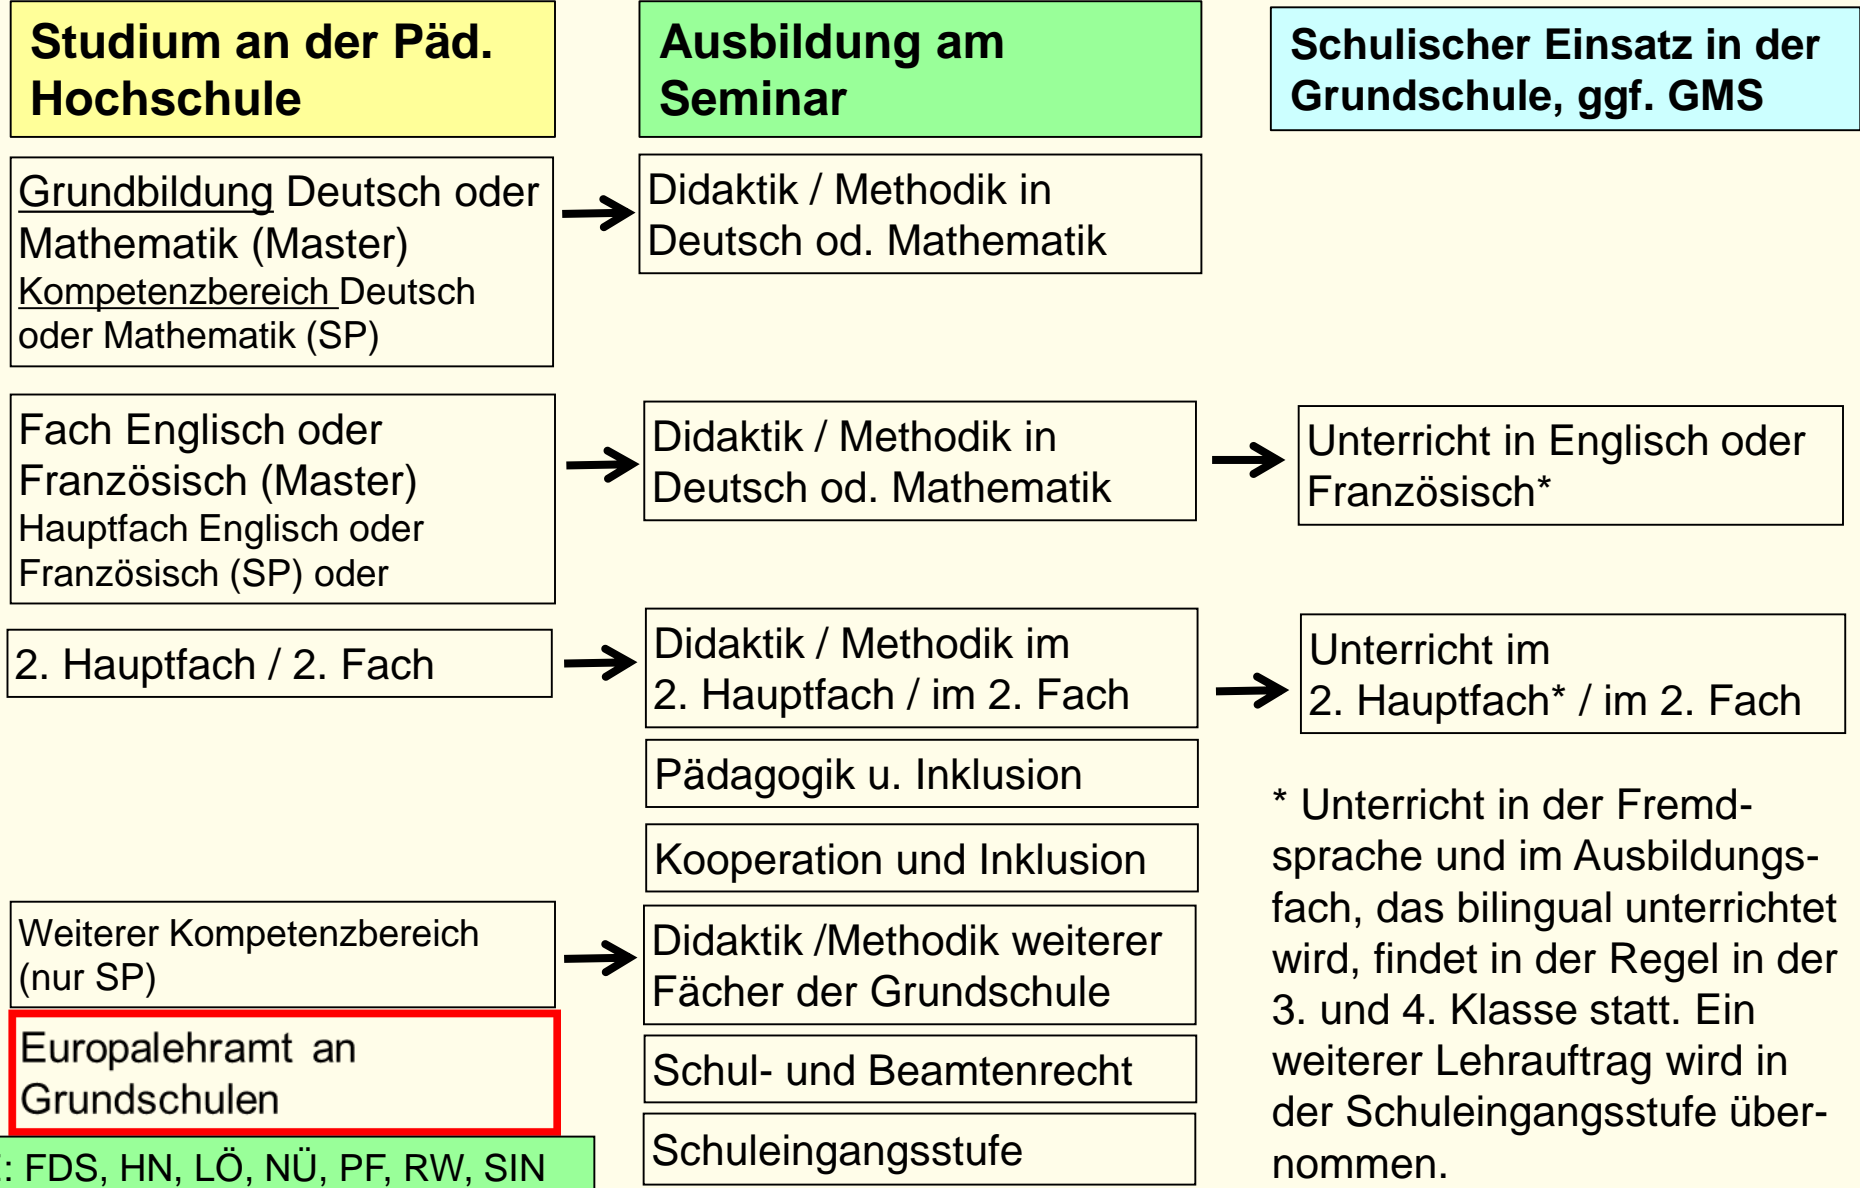 Studium an der Päd.
Hochschule
Ausbildung am
Seminar
Schulischer Einsatz in der
Grundschule, ggf. GMS
Grundbildung Deutsch oder
Mathematik (Master)
Kompetenzbereich Deutsch
oder Mathematik (SP)
Didaktik / Methodik in
Deutsch od. Mathematik
Fach Englisch oder
Französisch (Master)
Hauptfach Englisch oder
Französisch (SP) oder
Didaktik / Methodik in
Deutsch od. Mathematik
Unterricht in Englisch oder
Französisch*
2. Hauptfach / 2. Fach
Didaktik / Methodik im
2. Hauptfach / im 2. Fach
Unterricht im
2. Hauptfach* / im 2. Fach
Pädagogik u. Inklusion
Kooperation und Inklusion
Weiterer Kompetenzbereich
(nur SP)
Didaktik /Methodik weiterer
Fächer der Grundschule
Europalehramt an
Grundschulen
Schul- und Beamtenrecht
Schuleingangsstufe
* Unterricht in der Fremd-
sprache und im Ausbildungs-
fach, das bilingual unterrichtet
wird, findet in der Regel in der
3. und 4. Klasse statt. Ein
weiterer Lehrauftrag wird in
der Schuleingangsstufe über-
nommen.
: FDS, HN, LÖ, NÜ, PF, RW, SIN